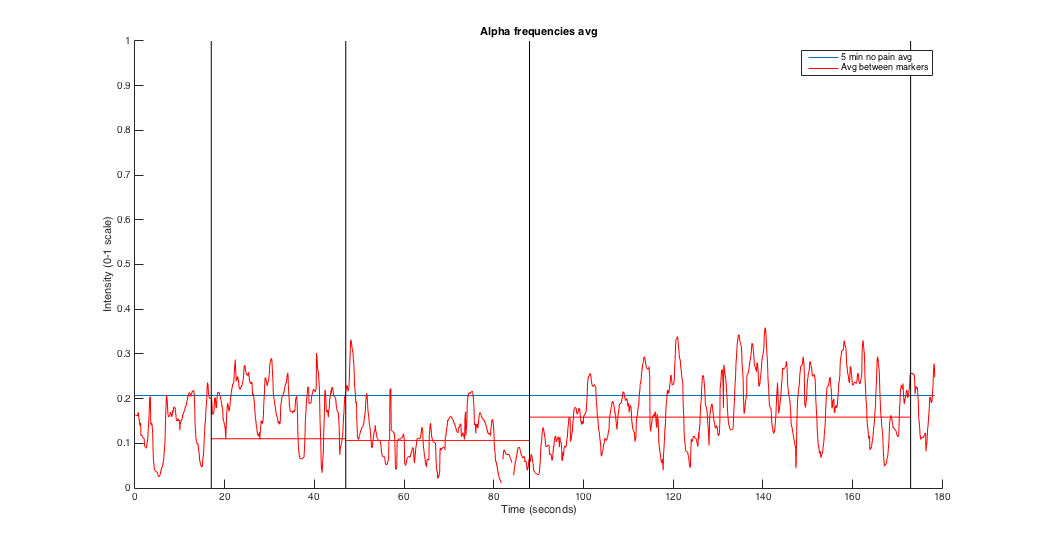 Alpha frequencies avg
5 min no pain avg
Avg between markers
1
0.9
0.8
0.7
0.6
0.5
0.4
0.3
0.2
0.1
0
Intensity (0-1 scale)
0 20 40 60 80 100 120 140 160 180
Time (seconds)